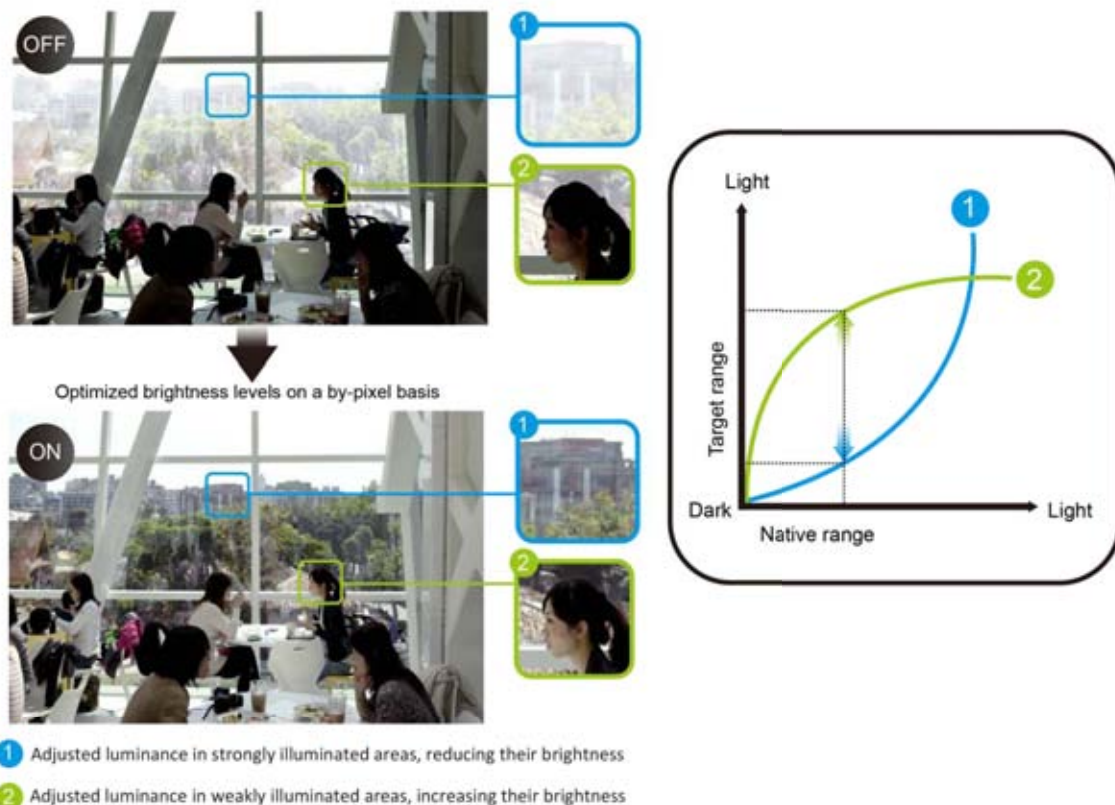 OFF
1
2
Optimized brightness levels on a by-pixel basis
ON
1
2
1 Adjusted luminance in strongly illuminated areas, reducing their brightness
2 Adjusted luminance in weakly illuminated areas, increasing their brightness
Light
1
2
Target range
Dark
Native range
Light